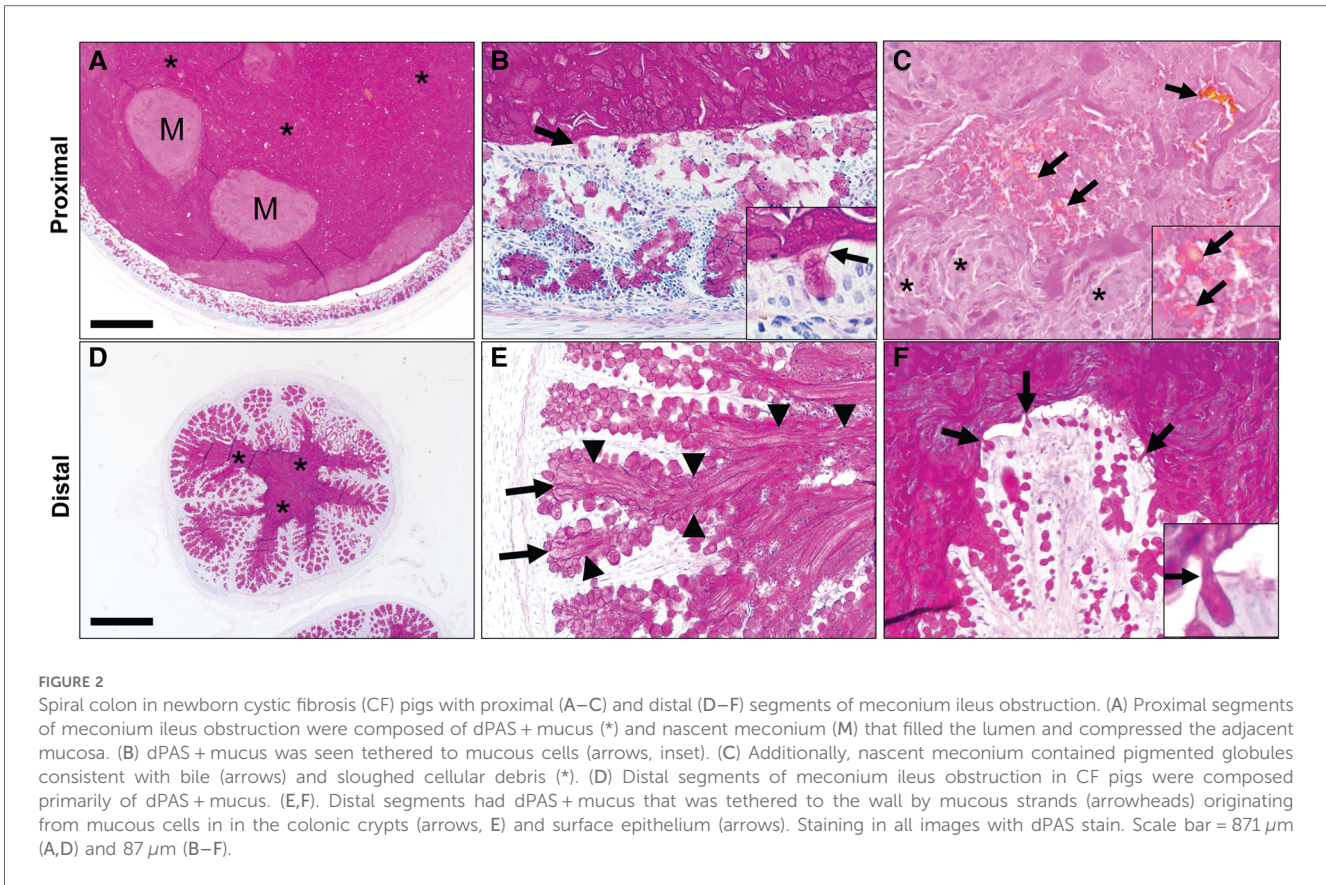 A
*
*
*
M
M
B
C
*
*
*
Proximal
D
*
*
*
E
F
Distal
FIGURE 2
Spiral colon in newborn cystic fibrosis (CF) pigs with proximal (A–C) and distal (D–F) segments of meconium ileus obstruction. (A) Proximal segments
of meconium ileus obstruction were composed of dPAS + mucus (*) and nascent meconium (M) that filled the lumen and compressed the adjacent
mucosa. (B) dPAS + mucus was seen tethered to mucous cells (arrows, inset). (C) Additionally, nascent meconium contained pigmented globules
consistent with bile (arrows) and sloughed cellular debris (*). (D) Distal segments of meconium ileus obstruction in CF pigs were composed
primarily of dPAS + mucus. (E,F). Distal segments had dPAS + mucus that was tethered to the wall by mucous strands (arrowheads) originating
from mucous cells in in the colonic crypts (arrows, E) and surface epithelium (arrows). Staining in all images with dPAS stain. Scale bar = 871 μm
(A,D) and 87 μm (B–F).